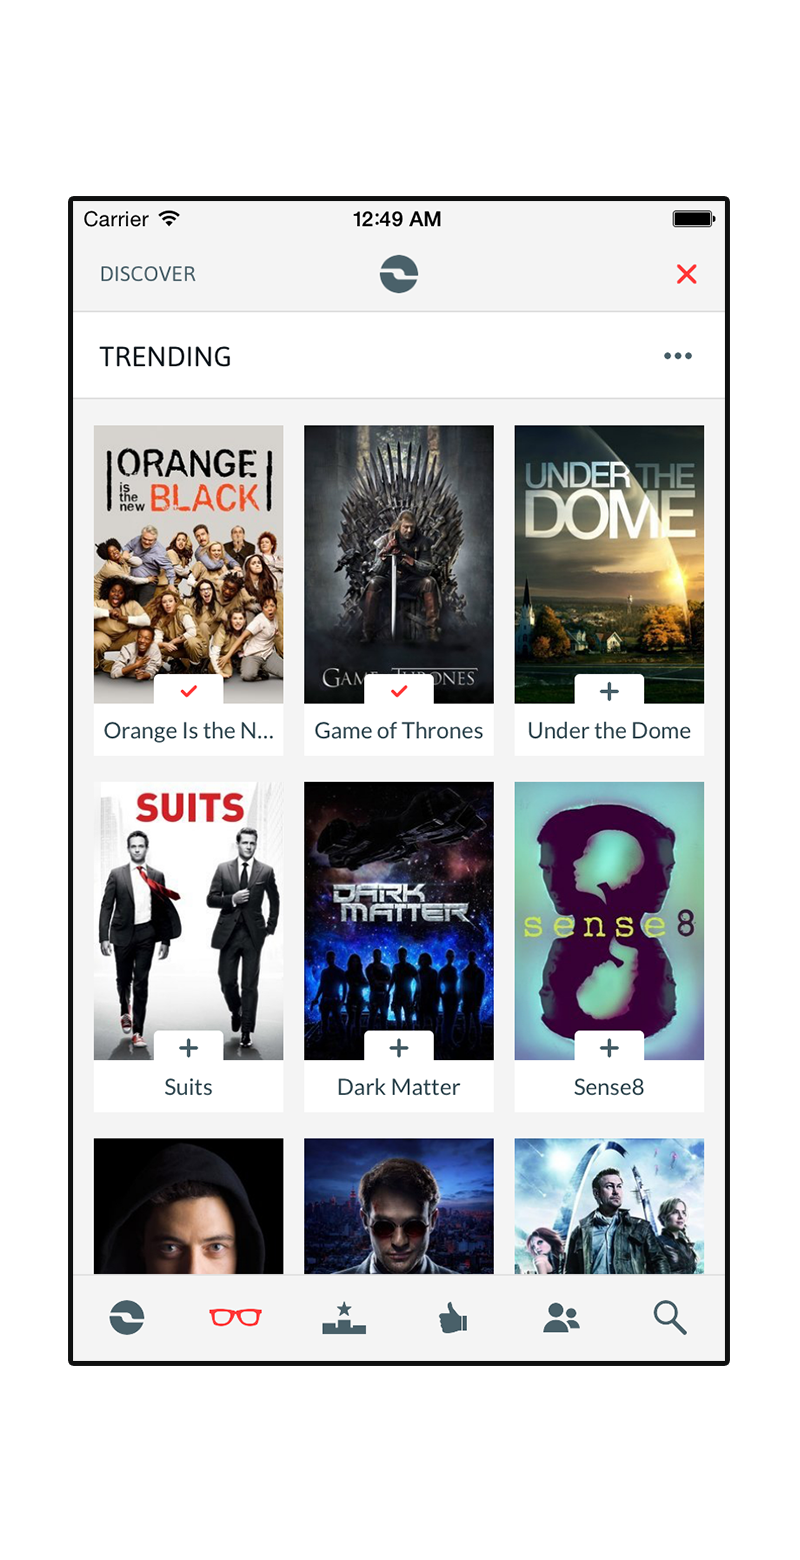 Carrier 12:49 AM
DISCOVER
TRENDING
ORANGE
is
the
new BLACK
GAME OF THRONES
UNDER THE
DOME
Orange Is the N...
Game of Thrones
Under the Dome
SUITS
DARK
MATTER
sense8
Suits
Dark Matter
Sense8